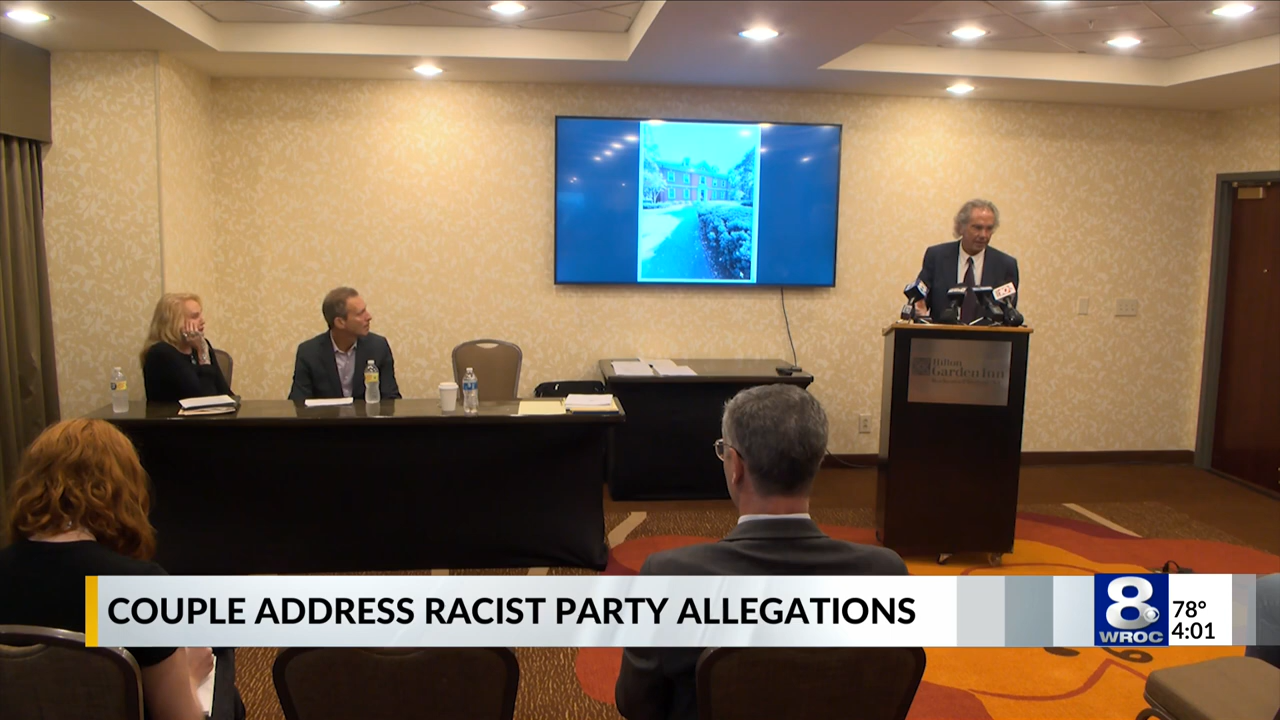 Hilton
Garden Inn
COUPLE ADDRESS RACIST PARTY ALLEGATIONS
8
WROC
78°
4:01